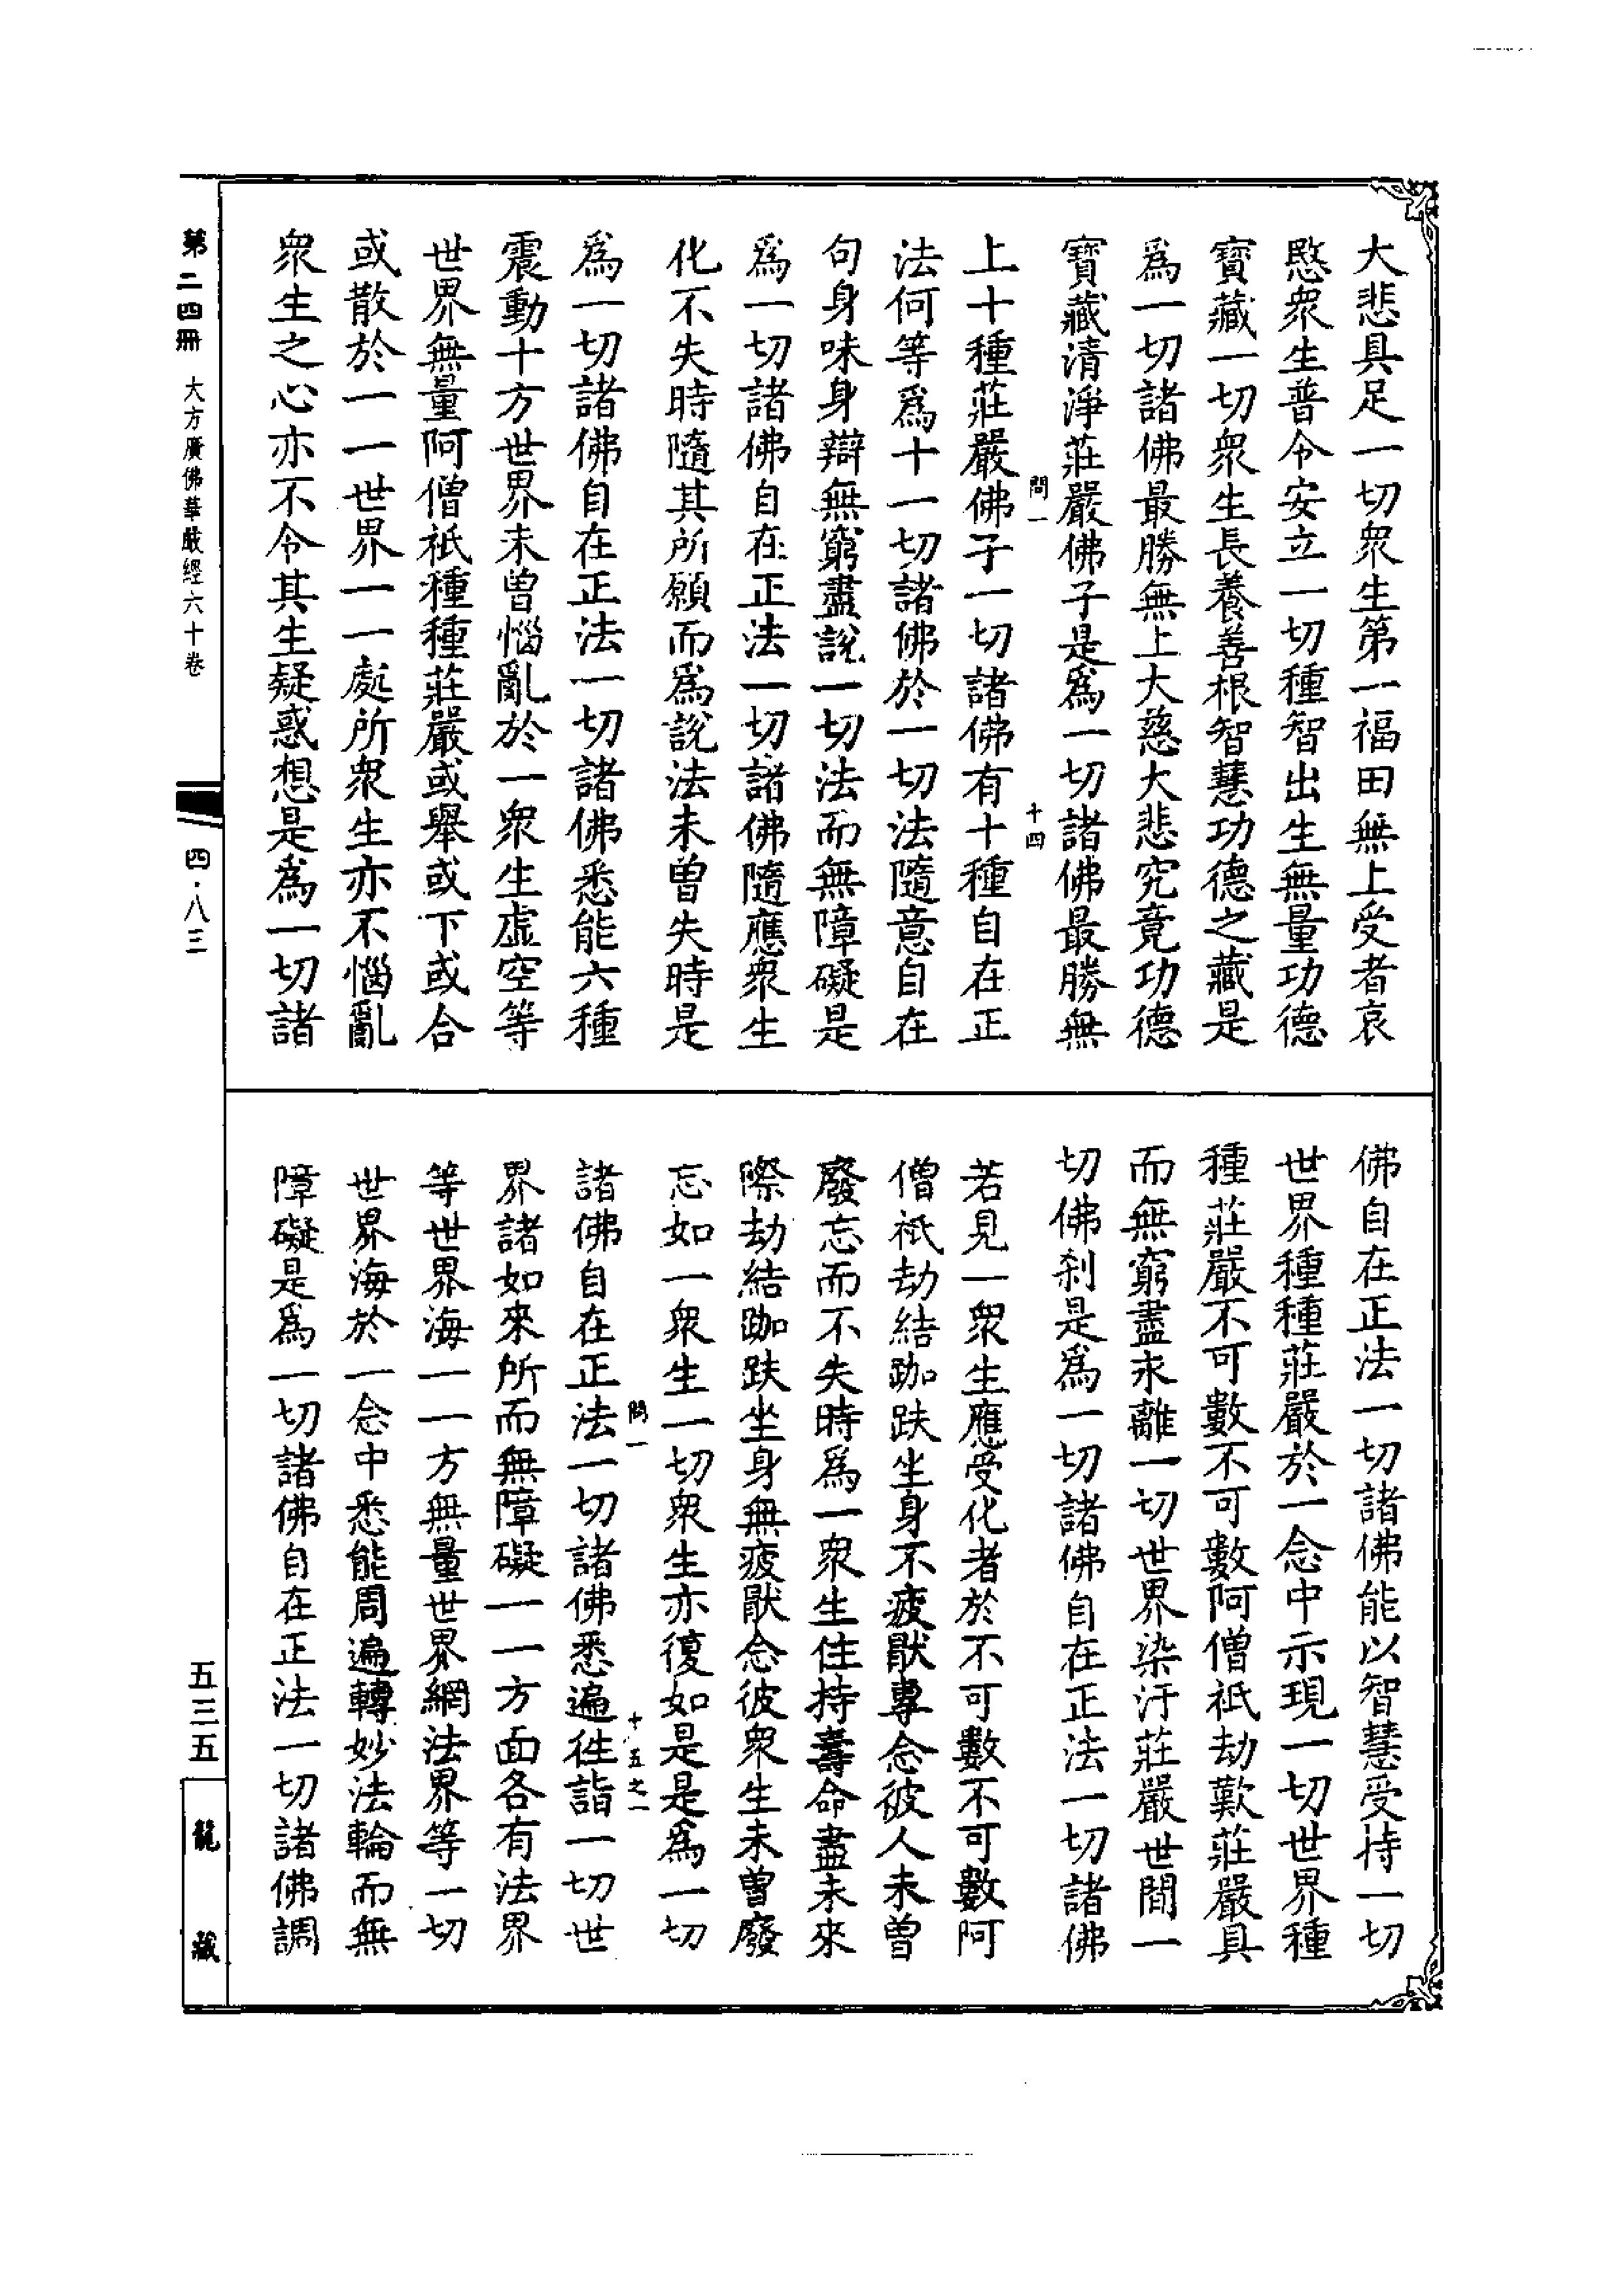 大悲具足一切衆生第一福田無上受者哀
愍衆生普令安立一切種智出生無量功德
寶藏一切衆生長養善根智慧功德之藏是
爲一切諸佛最勝無上大慈大悲究竟功德
寶藏清淨莊嚴佛子是爲一切諸佛最勝無
問一
十四
上十種莊嚴佛子一切諸佛有十種自在正
法何等爲十一切諸佛於一切法隨意自在
句身味身辯無窮盡説一切法而無障礙是
爲一切諸佛自在正法一切諸佛隨應衆生
化不失時隨其所願而爲説法未曾失時是
爲一切諸佛自在正法一切諸佛悉能六種
震動十方世界未曾惱亂於一衆生虛空等
世界無量阿僧祇種種莊嚴或舉或下或合
或散於一一世界一一處所衆生亦不惱亂
衆生之心亦不令其生疑惑想是爲一切諸
佛自在正法一切諸佛能以智慧受持一切
世界種種莊嚴於一念中示現一切世界種
種莊嚴不可數不可數阿僧祇劫歎莊嚴具
而無窮盡永離一切世界染汙莊嚴世間一
切佛刹是爲一切諸佛自在正法一切諸佛
若見一衆生應受化者於不可數不可數阿
僧祇劫結跏趺坐身不疲猒專念彼人未曾
廢忘而不失時爲一衆生住持壽命盡未來
際劫結跏趺坐身無疲猒念彼衆生未曾廢
忘如一衆生一切衆生亦復如是是爲一切
問一
十五之一
諸佛自在正法一切諸佛悉遍往詣一切世
界諸如來所而無障礙一一方面各有法界
等世界海一一方無量世界網法界等一切
世界海於一念中悉能周遍轉妙法輪而無
障礙是爲一切諸佛自在正法一切諸佛調
第二四冊 大方廣佛華嚴經六十卷
四·八三
五三五
龍藏